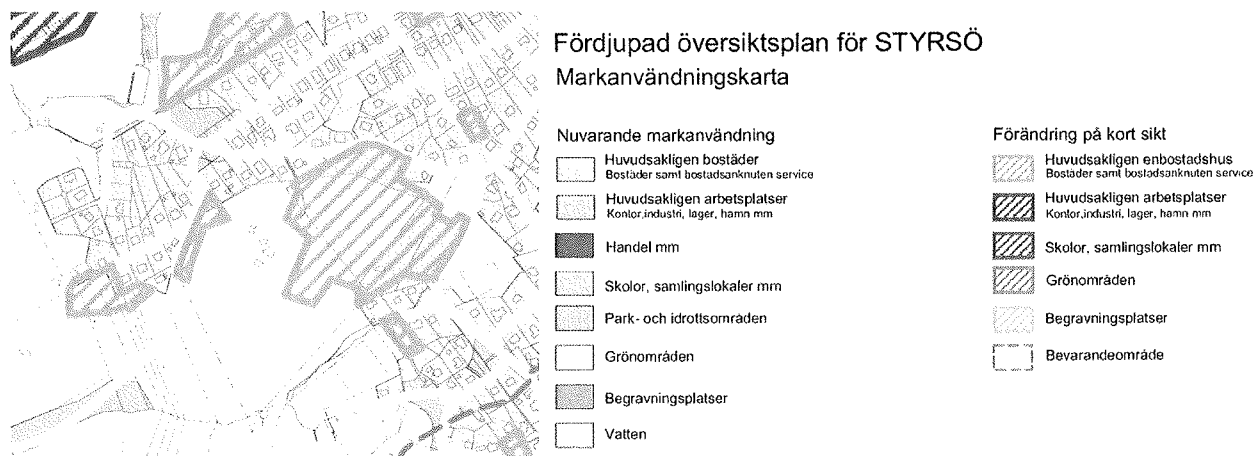 Fördjupad översiktsplan för STYRSÖ
Markanvändningskarta
Nuvarande markanvändning
Huvudsakligen bostäder
Bostäder samt bostadsanknuten service
Huvudsakligen arbetsplatser
Kontor,industri, lager, hamn mm
Handel mm
Skolor, samlingslokaler mm
Park- och idrottsområden
Grönområden
Begravningsplatser
Vatten
Förändring på kort sikt
Huvudsakligen enbostadshus
Bostäder samt bostadsanknuten service
Huvudsakligen arbetsplatser
Kontor,industri, lager, hamn mm
Skolor, samlingslokaler mm
Grönområden
Begravningsplatser
Bevarandeområde